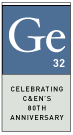 Ge
32
CELEBRATING
C&EN'S
80TH
ANNIVERSARY